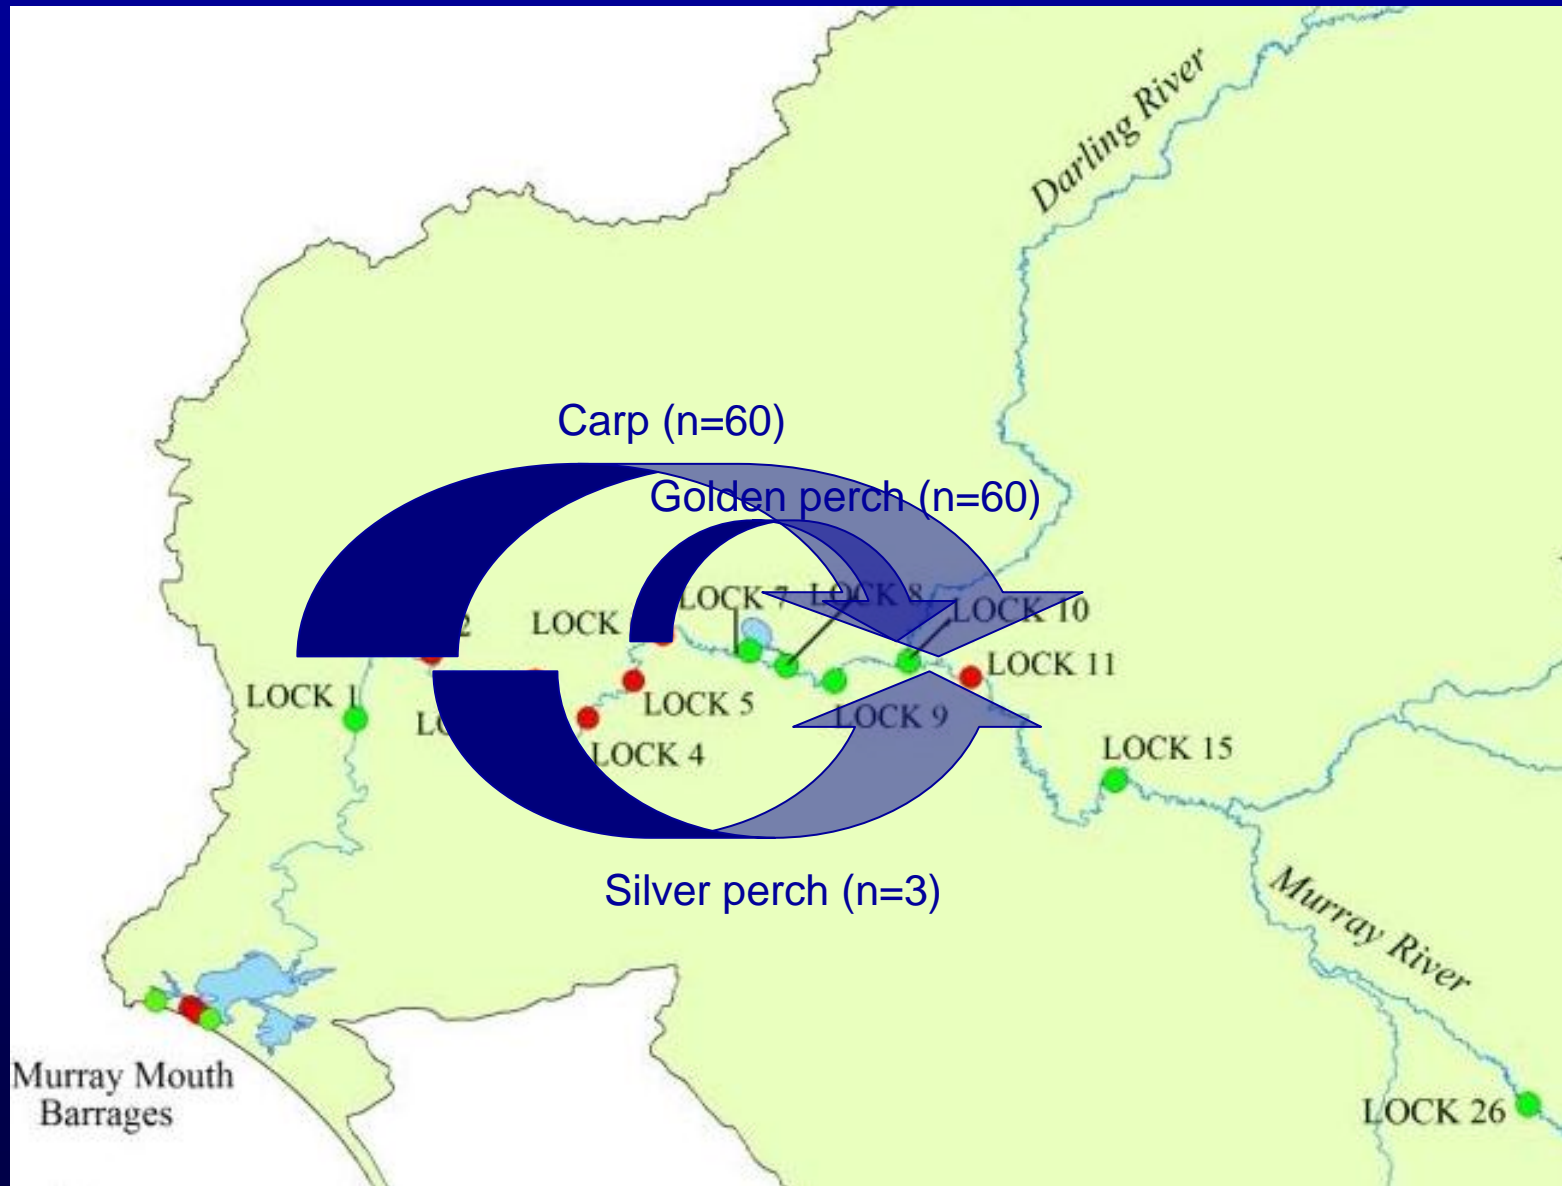 Darling River
Carp (n=60)
Golden perch (n=60)
LOCK 7
LOCK 8
LOCK 10
2
LOCK
LOCK 11
LOCK 1
LOCK 5
LOCK 9
LOCK 4
LOCK 15
Silver perch (n=3)
Murray River
Murray Mouth
Barrages
LOCK 26